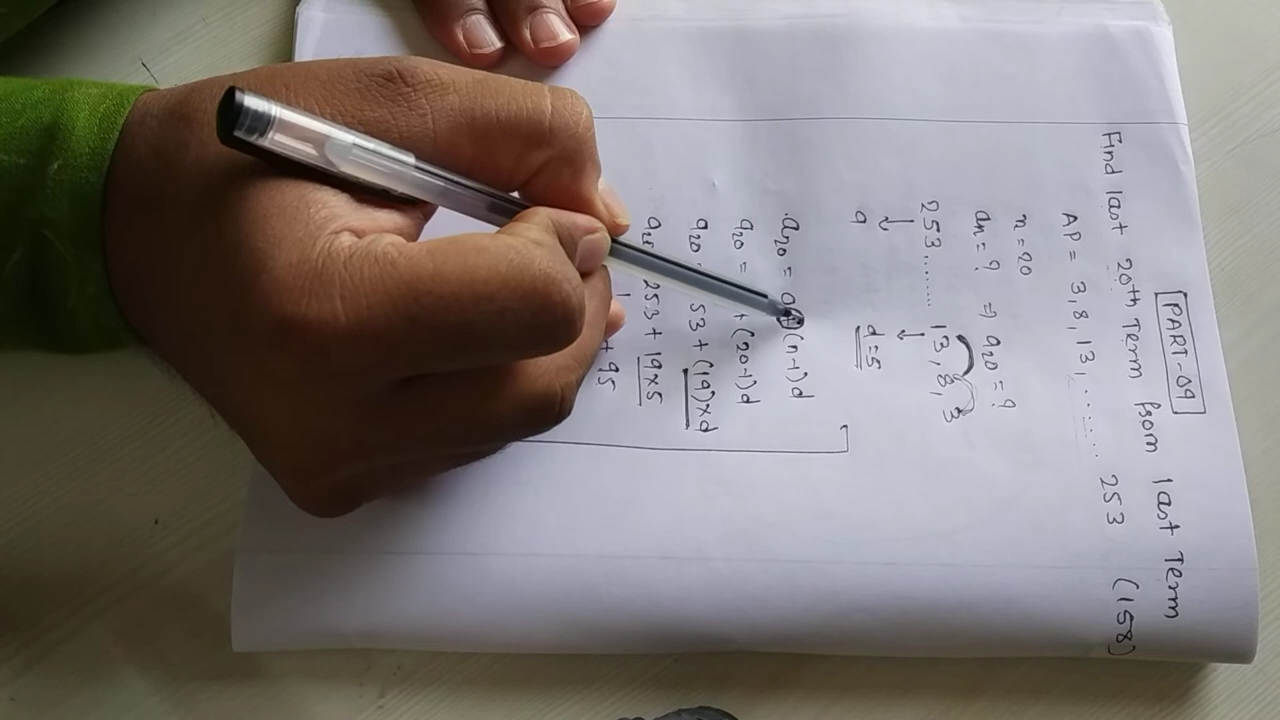 PART-09
Find last 20th Term from last Term
AP = 3, 8, 13, ........ 253 (158)
n = 20
an = ? ⇒ a20 = ?
253 ........ 13, 8, 3
↓ ↓
a d = 5
a20 = a + (n-1)d
a20 = + (20-1)d
a20 53 + (19)×d
253 + 19×5
+ 95